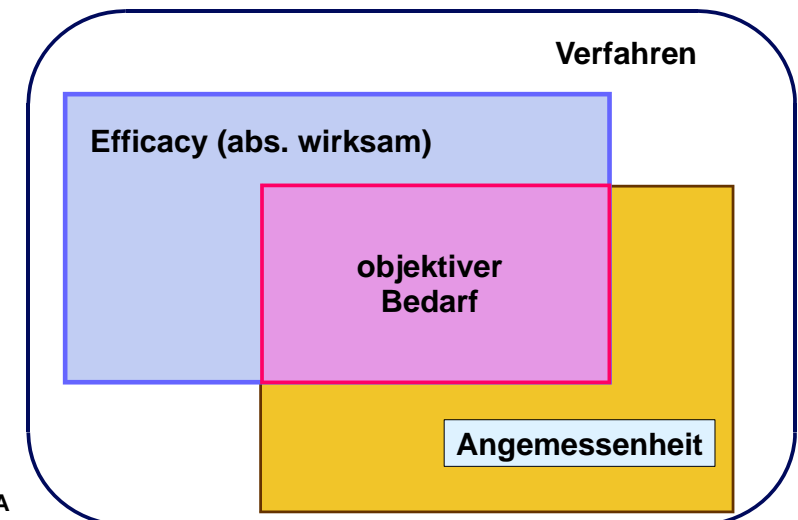 Verfahren
Efficacy (abs. wirksam)
objektiver
Bedarf
Angemessenheit
A